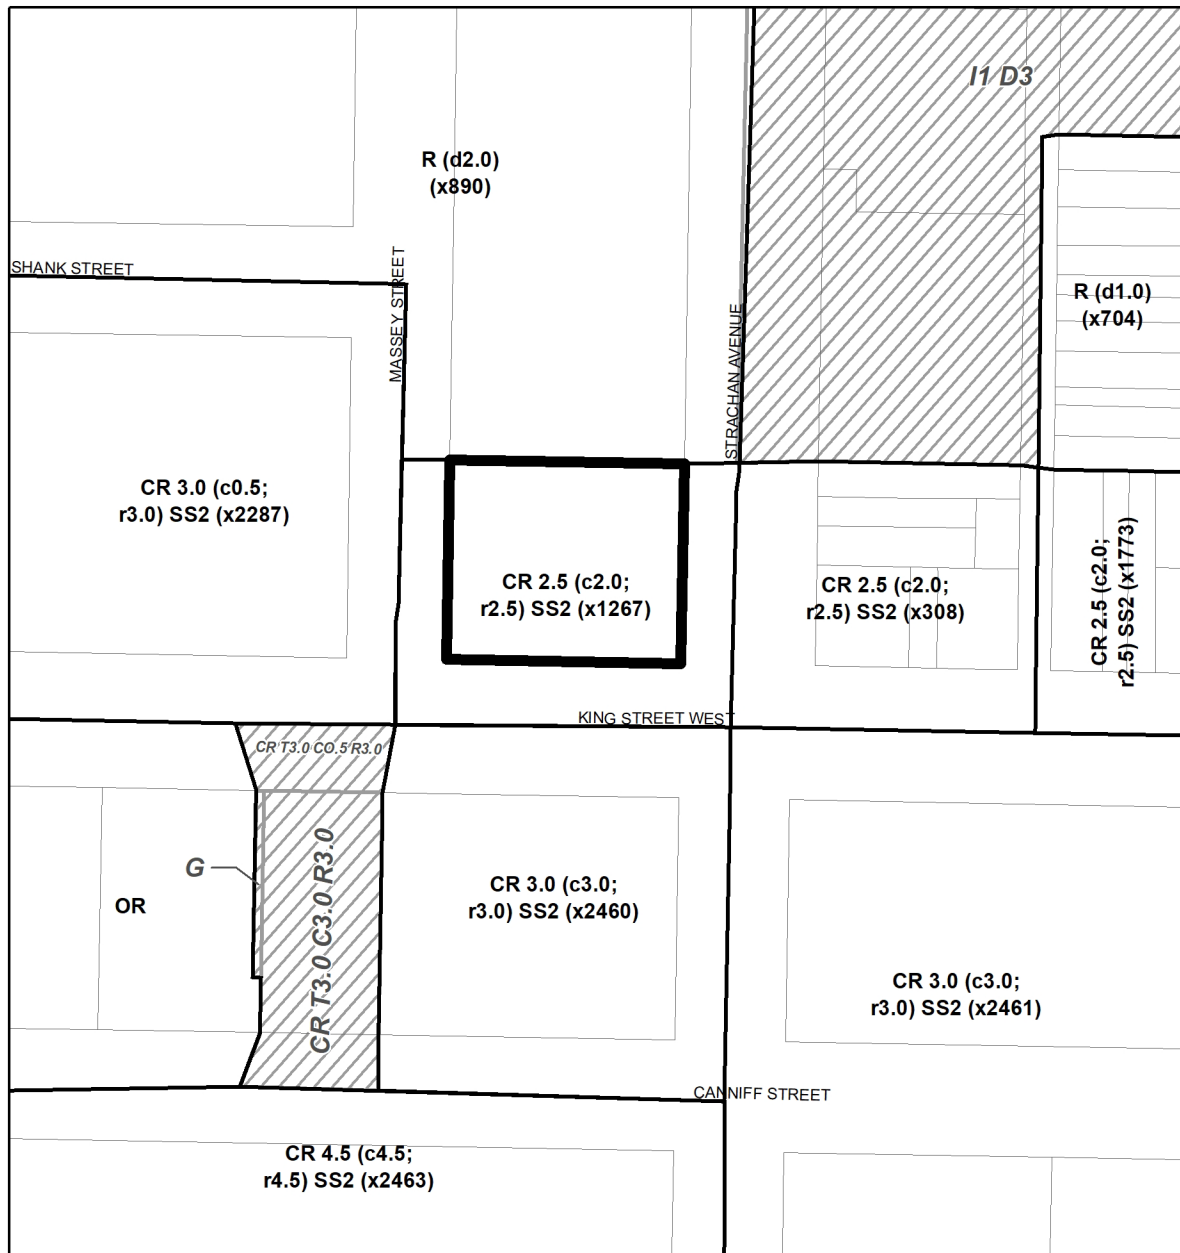 I1 D3
R (d2.0)
(x890)
SHANK STREET
MASSEY STREET
STRACHAN AVENUE
R (d1.0)
(x704)
CR 3.0 (c0.5;
r3.0) SS2 (x2287)
CR 2.5 (c2.0;
r2.5) SS2 (x1267)
CR 2.5 (c2.0;
r2.5) SS2 (x308)
CR 2.5 (c2.0;
r2.5) SS2 (x1773)
KING STREET WEST
CR T3.0 CO.5 R3.0
G
CR T3.0 C3.0 R3.0
OR
CR 3.0 (c3.0;
r3.0) SS2 (x2460)
CR 3.0 (c3.0;
r3.0) SS2 (x2461)
CANNIFF STREET
CR 4.5 (c4.5;
r4.5) SS2 (x2463)